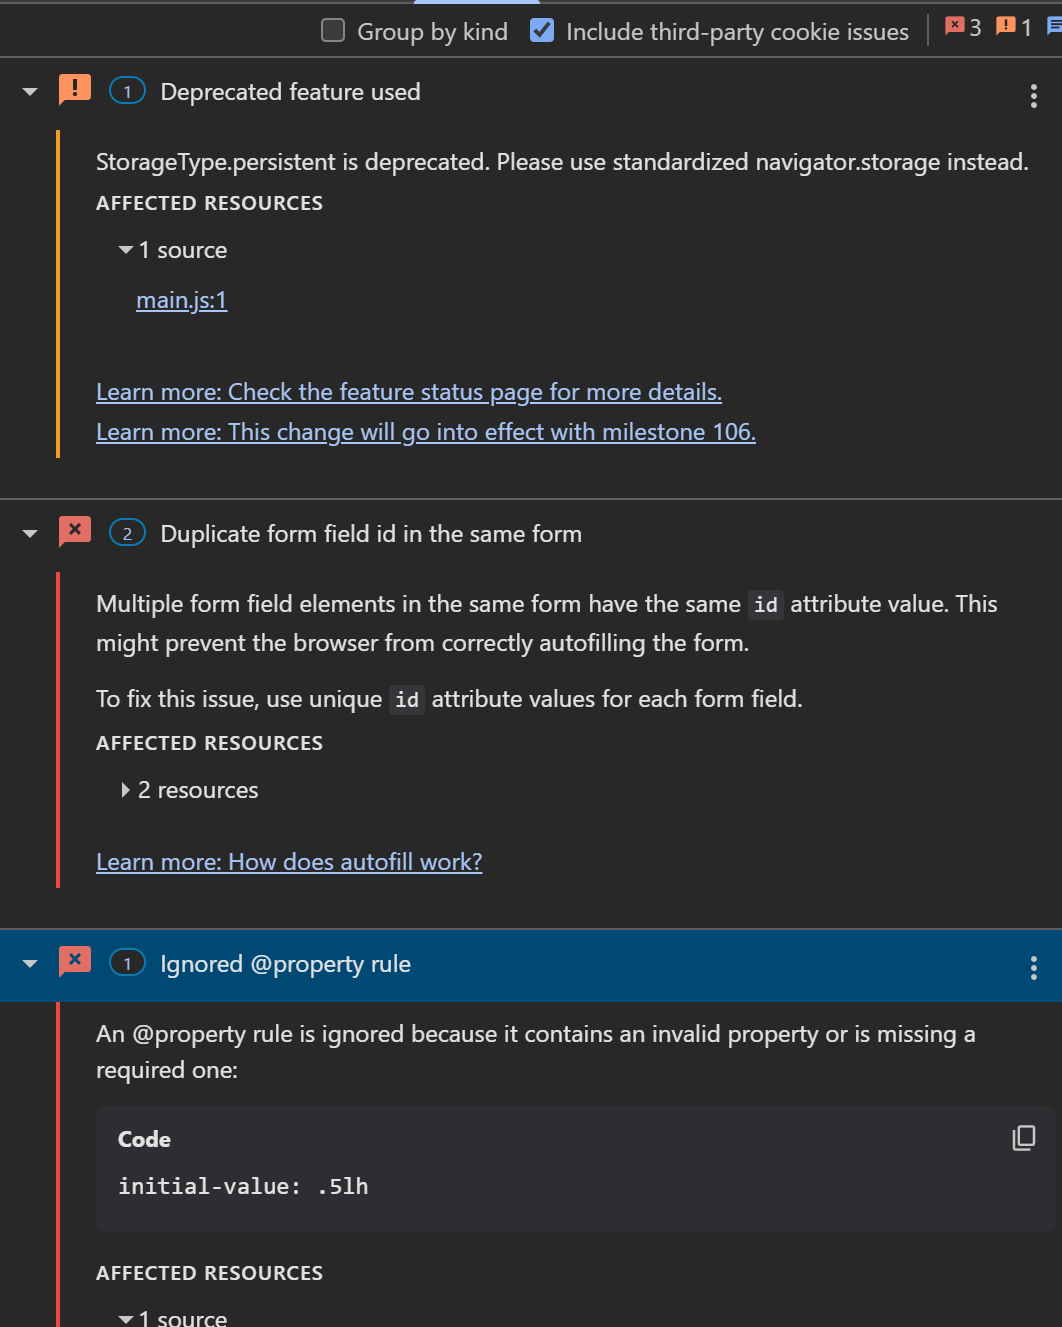 Group by kind Include third-party cookie issues 3 1
1 Deprecated feature used
StorageType.persistent is deprecated. Please use standardized navigator.storage instead.
AFFECTED RESOURCES
1 source
main.js:1
Learn more: Check the feature status page for more details.
Learn more: This change will go into effect with milestone 106.
2 Duplicate form field id in the same form
Multiple form field elements in the same form have the same id attribute value. This
might prevent the browser from correctly autofilling the form.
To fix this issue, use unique id attribute values for each form field.
AFFECTED RESOURCES
2 resources
Learn more: How does autofill work?
1 Ignored @property rule
An @property rule is ignored because it contains an invalid property or is missing a
required one:
Code
initial-value: .5lh
AFFECTED RESOURCES
1 source